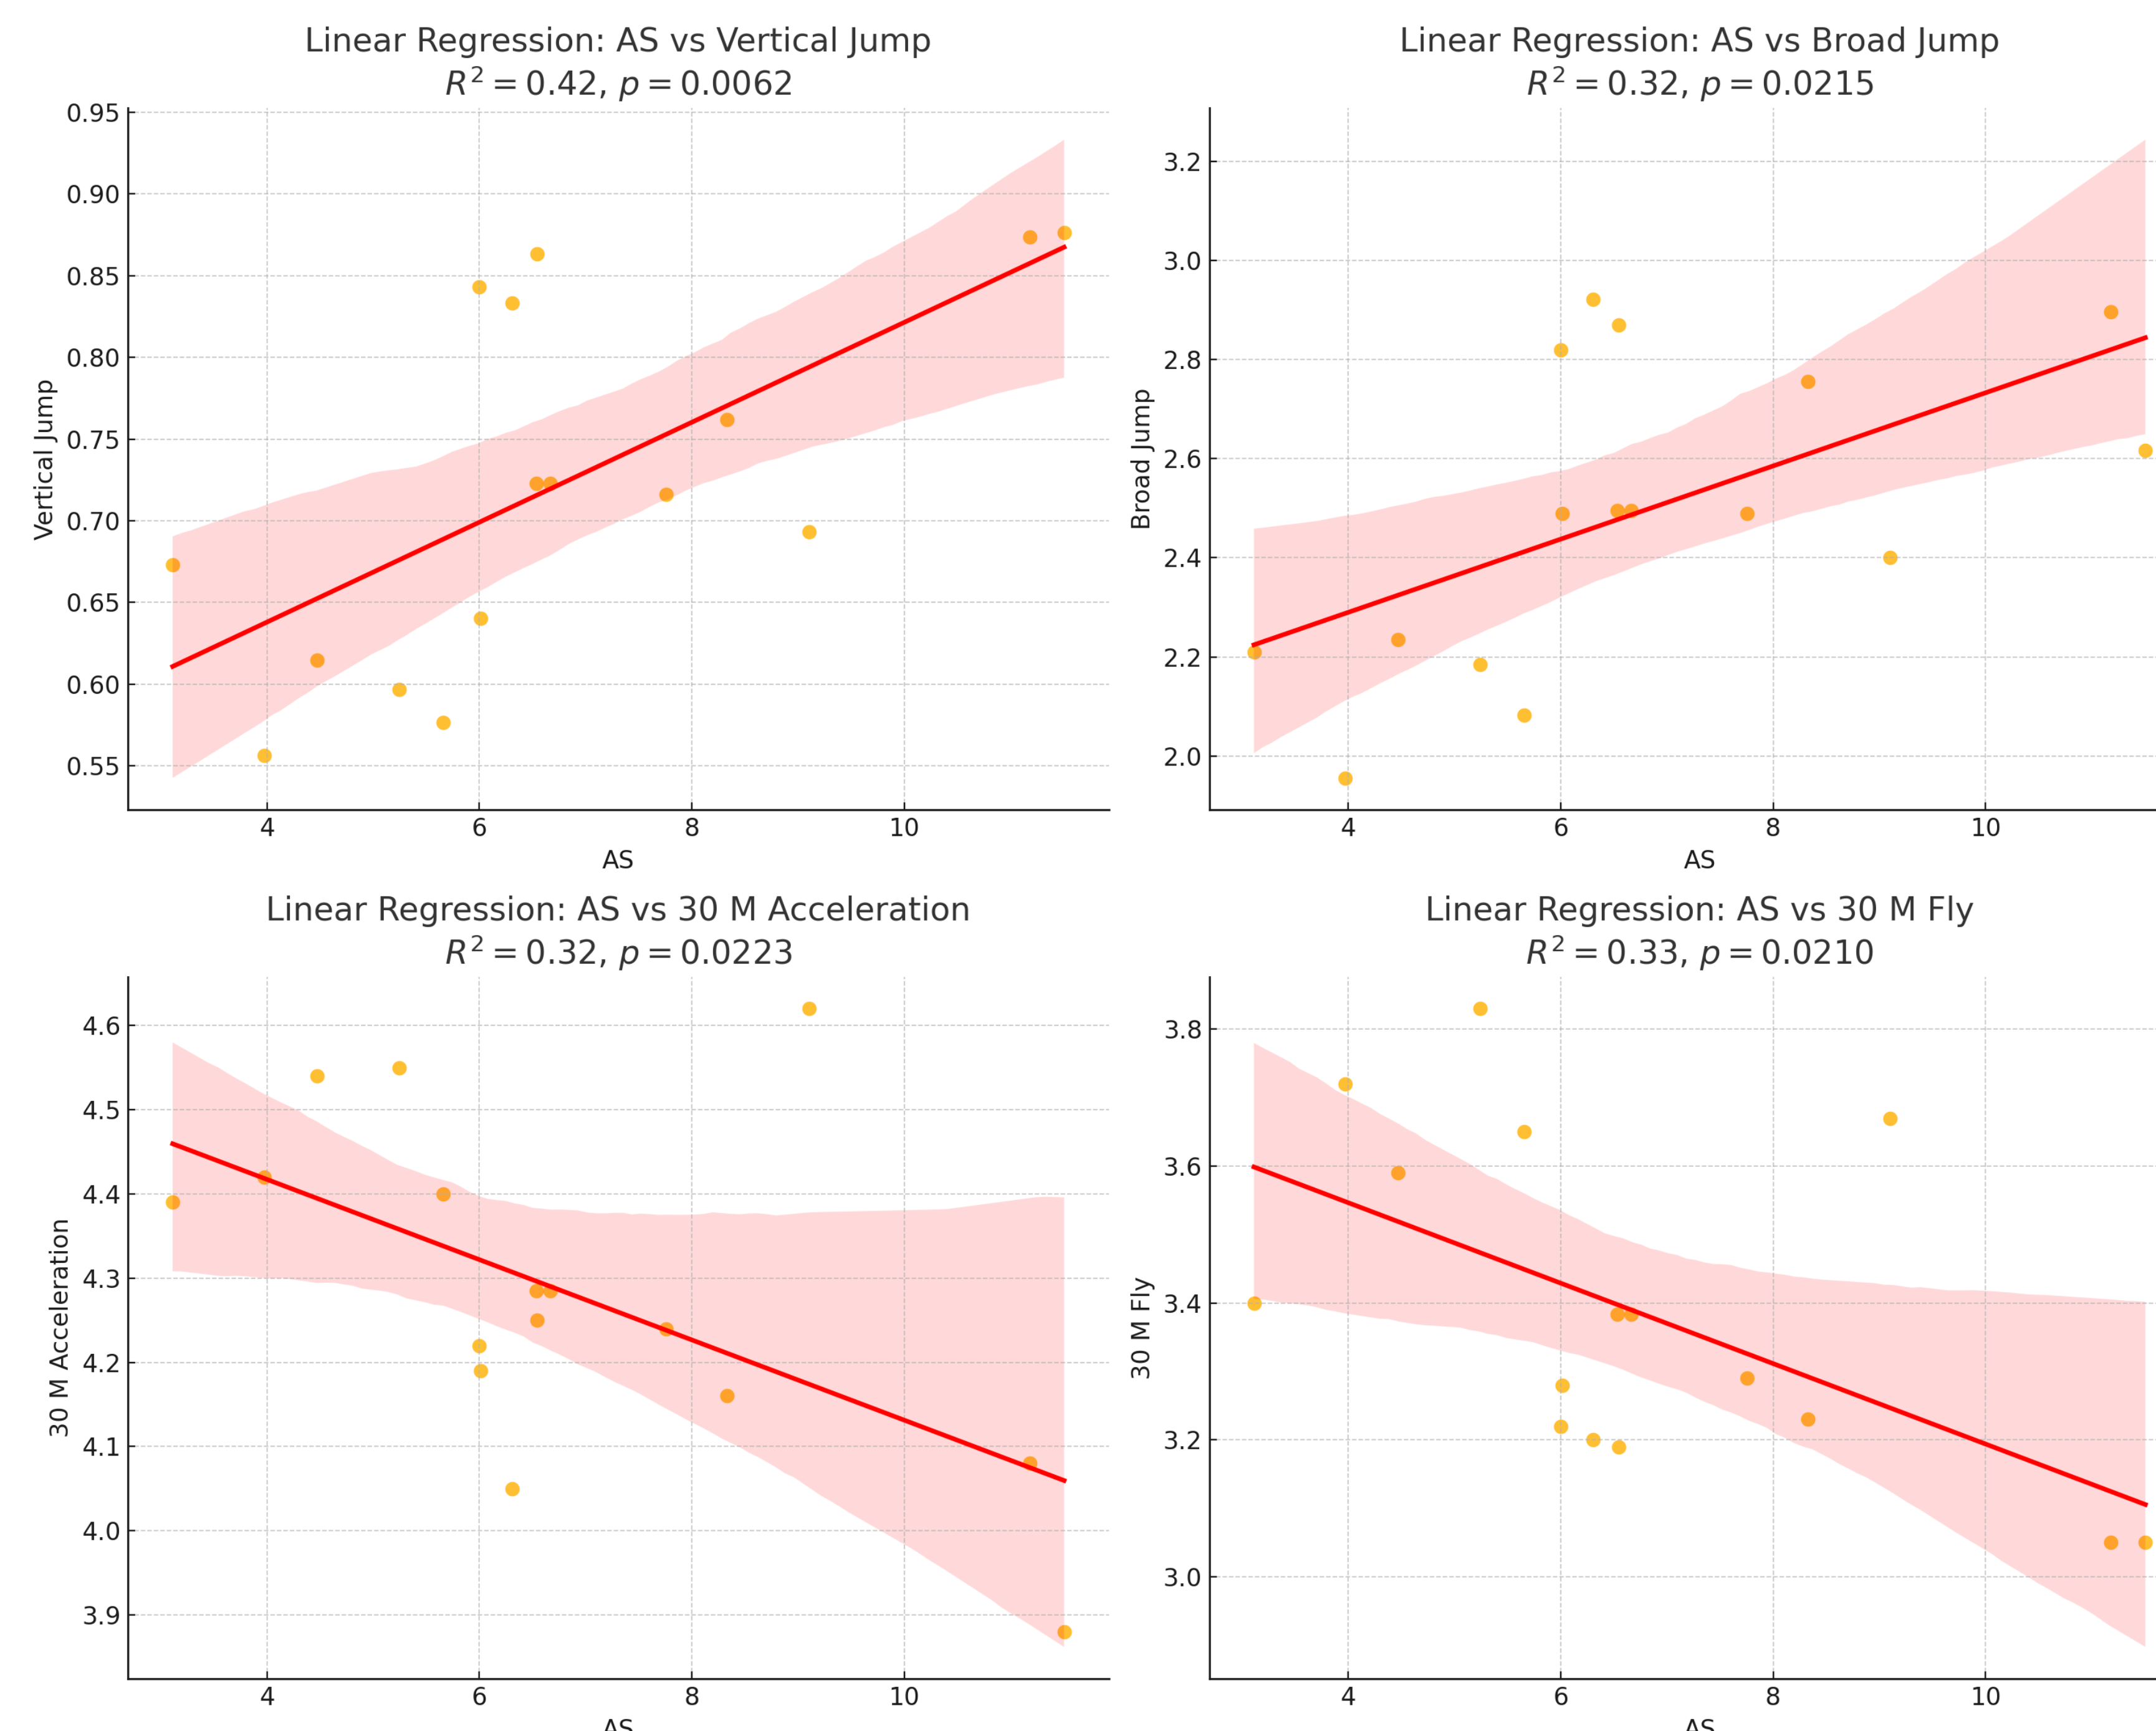 Linear Regression: AS vs Vertical Jump
R² = 0.42, p = 0.0062
0.95
0.90
0.85
0.80
0.75
0.70
0.65
0.60
0.55
Vertical Jump
4 6 8 10
AS
Linear Regression: AS vs Broad Jump
R² = 0.32, p = 0.0215
3.2
3.0
2.8
2.6
2.4
2.2
2.0
Broad Jump
4 6 8 10
AS
Linear Regression: AS vs 30 M Acceleration
R² = 0.32, p = 0.0223
4.6
4.5
4.4
4.3
4.2
4.1
4.0
3.9
30 M Acceleration
4 6 8 10
AS
Linear Regression: AS vs 30 M Fly
R² = 0.33, p = 0.0210
3.8
3.6
3.4
3.2
3.0
30 M Fly
4 6 8 10
AS